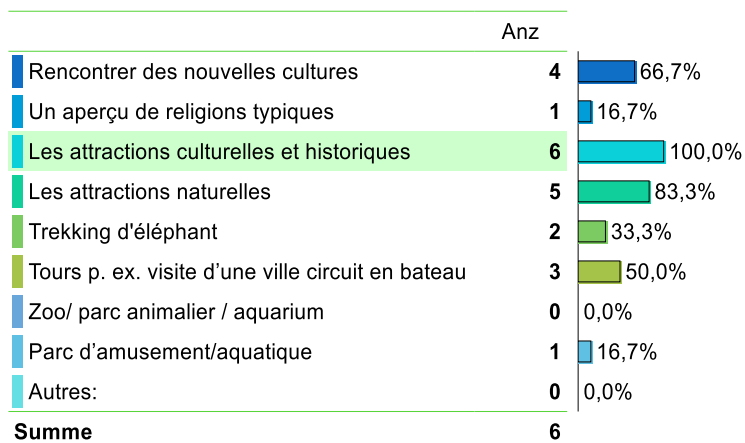 Anz
Rencontrer des nouvelles cultures 4 66,7%
Un aperçu de religions typiques 1 16,7%
Les attractions culturelles et historiques 6 100,0%
Les attractions naturelles 5 83,3%
Trekking d'éléphant 2 33,3%
Tours p. ex. visite d’une ville circuit en bateau 3 50,0%
Zoo/ parc animalier / aquarium 0 0,0%
Parc d’amusement/aquatique 1 16,7%
Autres: 0 0,0%
Summe 6